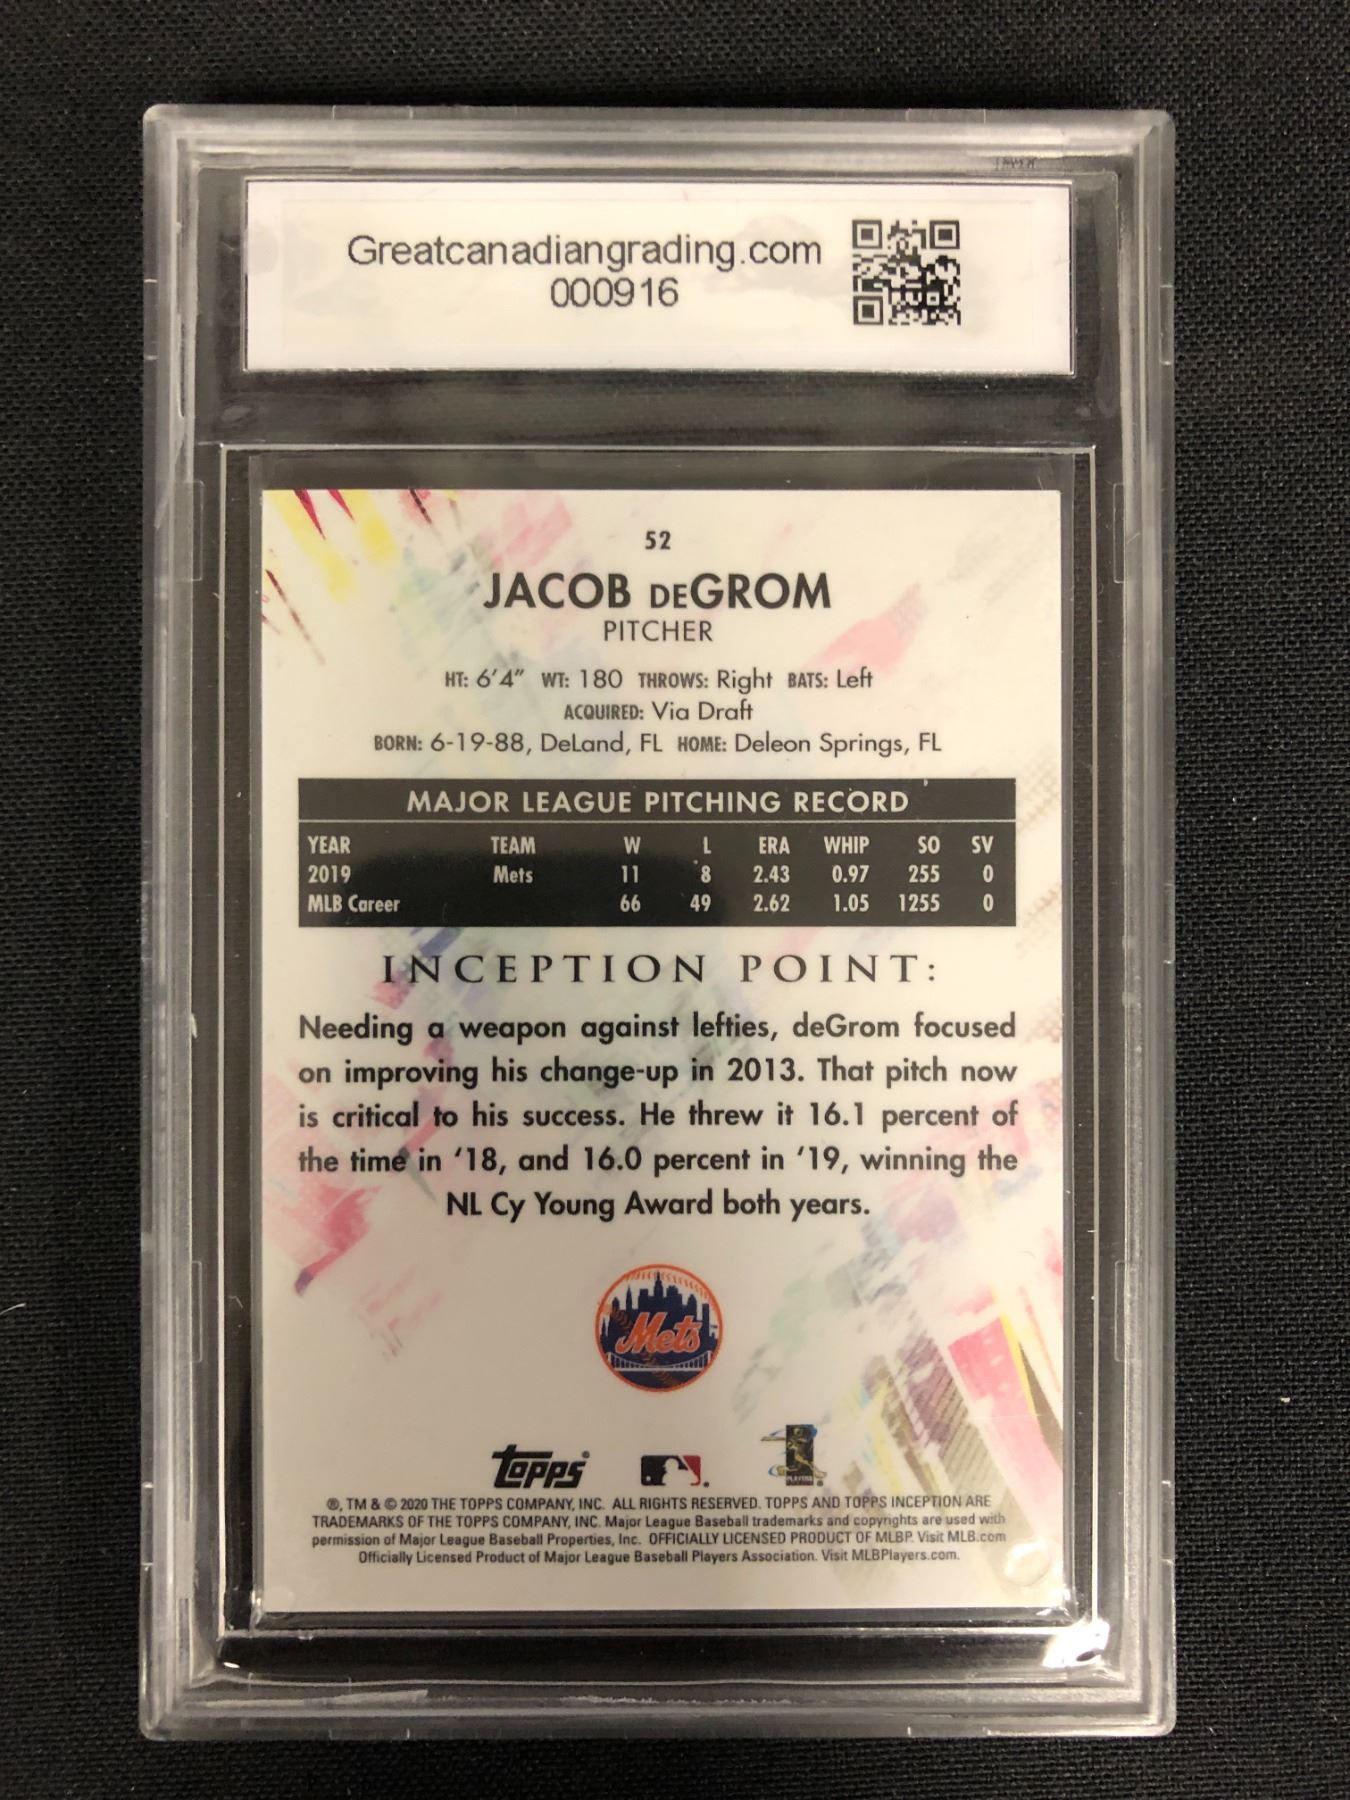 Greatcanadiangrading.com
000916
52
JACOB DEGROM
PITCHER
HT: 6'4" WT: 180 THROWS: Right BATS: Left
ACQUIRED: Via Draft
BORN: 6-19-88, DeLand, FL HOME: Deleon Springs, FL
MAJOR LEAGUE PITCHING RECORD
YEAR TEAM W L ERA WHIP SO SV
2019 Mets 11 8 2.43 0.97 255 0
MLB Career 66 49 2.62 1.05 1255 0
INCEPTION POINT:
Needing a weapon against lefties, deGrom focused
on improving his change-up in 2013. That pitch now
is critical to his success. He threw it 16.1 percent of
the time in '18, and 16.0 percent in '19, winning the
NL Cy Young Award both years.
Mets
Topps®
PLAYERS
®, TM & © 2020 THE TOPPS COMPANY, INC. ALL RIGHTS RESERVED. TOPPS AND TOPPS INCEPTION ARE
TRADEMARKS OF THE TOPPS COMPANY, INC. Major League Baseball trademarks and copyrights are used with
permission of Major League Baseball Properties, Inc. OFFICIALLY LICENSED PRODUCT OF MLBP. Visit MLB.com
Officially Licensed Product of Major League Baseball Players Association. Visit MLBPlayers.com.